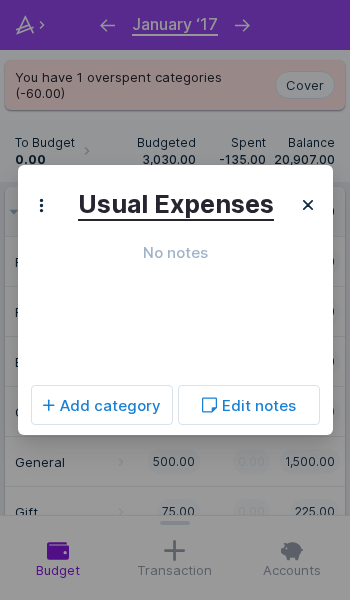 January ‘17
You have 1 overspent categories
(-60.00)
Cover
To Budget Budgeted Spent Balance
0.00 3,030.00 -135.00 20,907.00
Usual Expenses
No notes
+ Add category
Edit notes
General 500.00 0.00 1,500.00
Gift 75.00 0.00 225.00
Budget Transaction Accounts